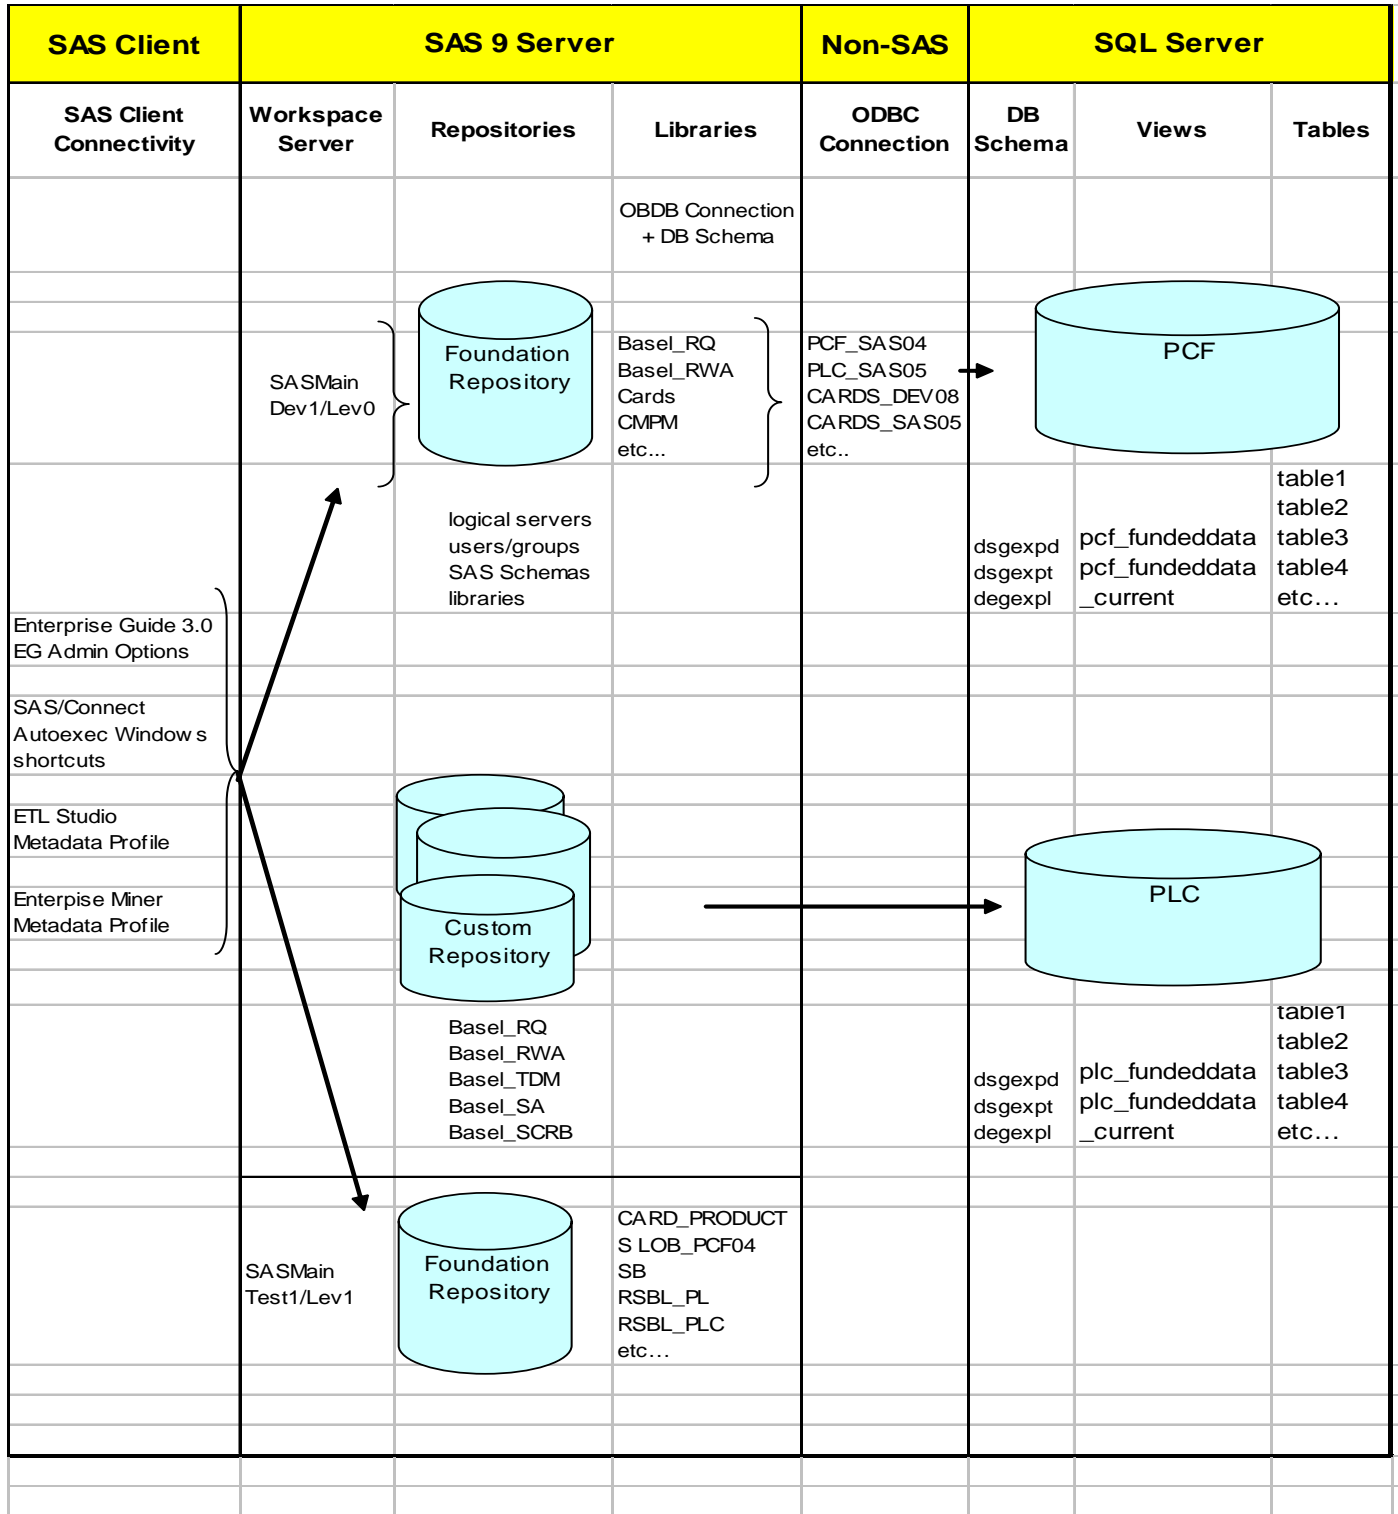 SAS Client
SAS 9 Server
Non-SAS
SQL Server
SAS Client
Connectivity
Workspace
Server
Repositories
Libraries
ODBC
Connection
DB
Schema
Views
Tables
OBDB Connection
+ DB Schema
SASMain
Dev1/Lev0
Foundation
Repository
Basel_RQ
Basel_RWA
Cards
CMPM
etc...
PCF_SAS04
PLC_SAS05
CARDS_DEV08
CARDS_SAS05
etc..
PCF
logical servers
users/groups
SAS Schemas
libraries
dsgexpd
dsgexpt
degexpl
pcf_fundeddata
pcf_fundeddata
_current
table1
table2
table3
table4
etc...
Enterprise Guide 3.0
EG Admin Options
SAS/Connect
Autoexec Windows
shortcuts
ETL Studio
Metadata Profile
Enterpise Miner
Metadata Profile
Custom
Repository
PLC
Basel_RQ
Basel_RWA
Basel_TDM
Basel_SA
Basel_SCRB
dsgexpd
dsgexpt
degexpl
plc_fundeddata
plc_fundeddata
_current
table1
table2
table3
table4
etc...
SASMain
Test1/Lev1
Foundation
Repository
CARD_PRODUCT
S LOB_PCF04
SB
RSBL_PL
RSBL_PLC
etc...